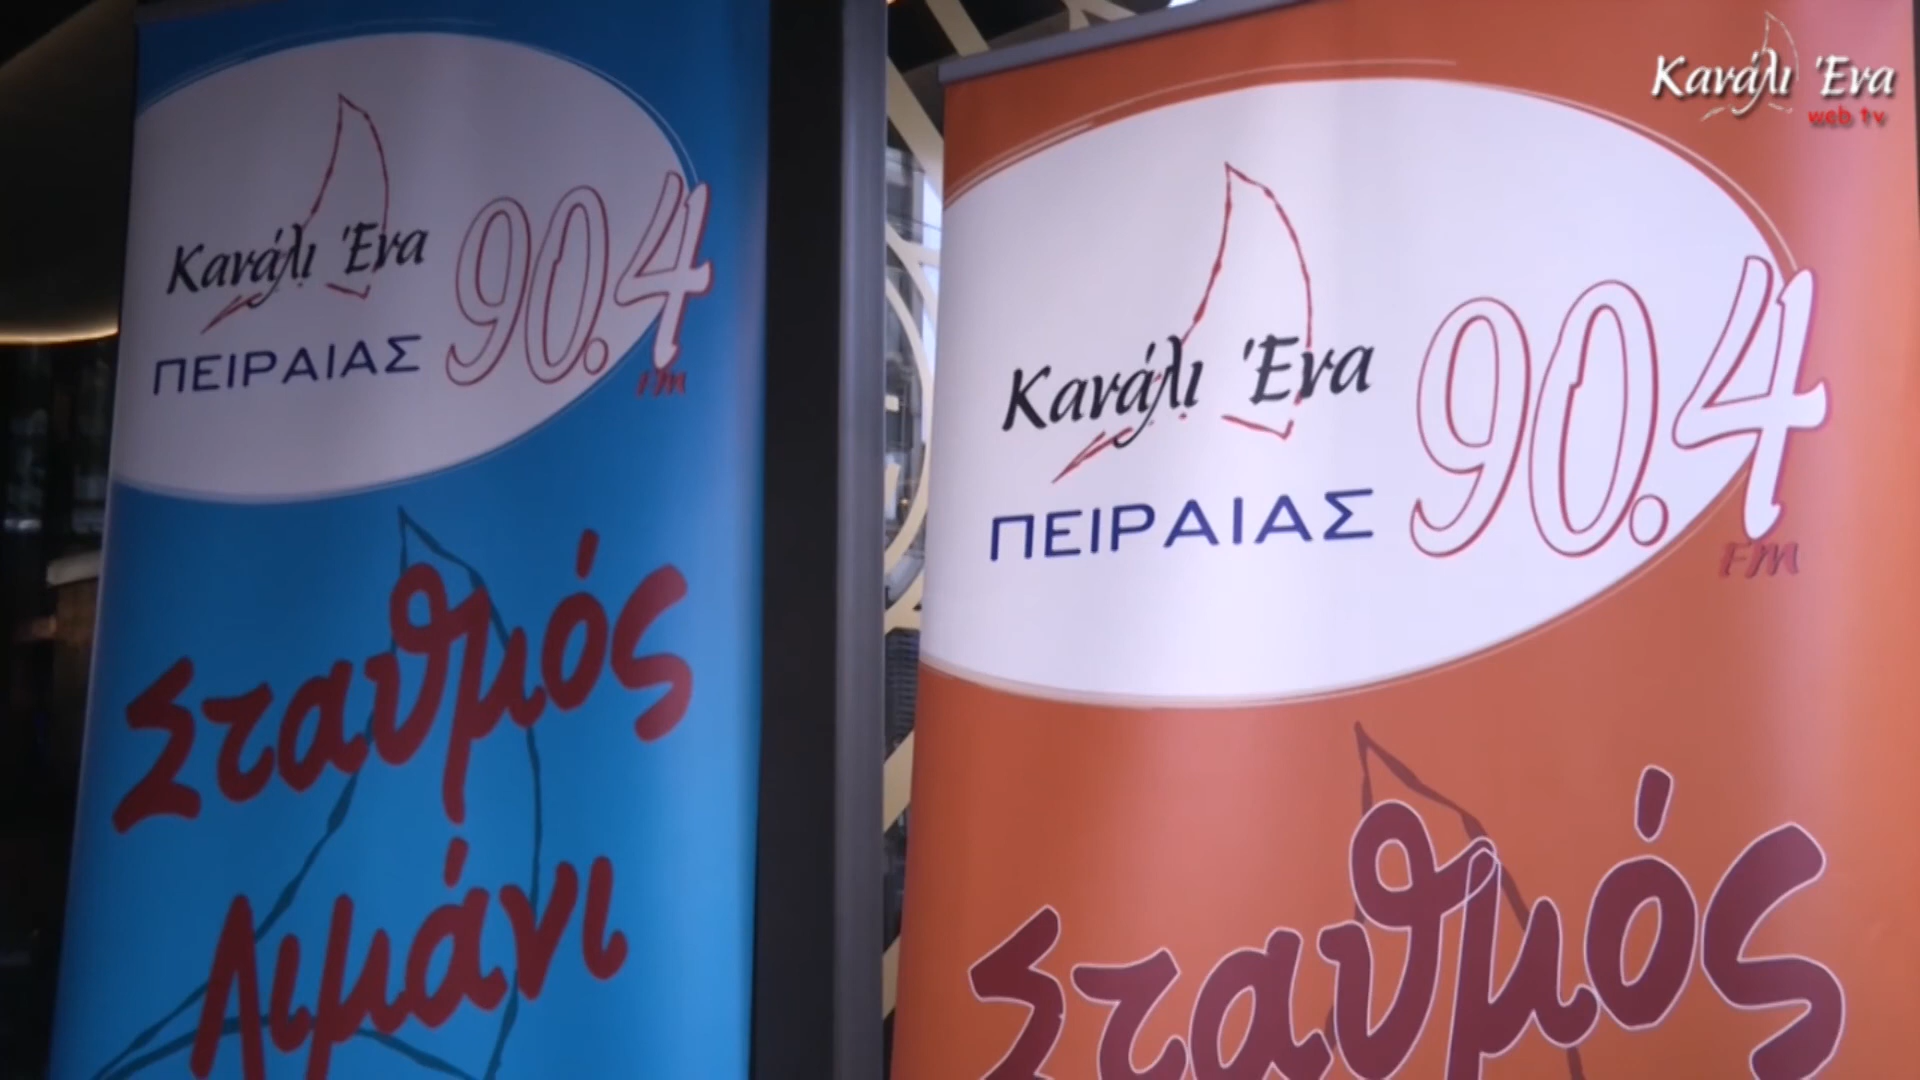 Κανάλι Ένα
web tv
Κανάλι Ένα 90.4
ΠΕΙΡΑΙΑΣ
FM
Σταθμός
Λιμάνι
Κανάλι Ένα 90.4
ΠΕΙΡΑΙΑΣ
FM
Σταθμός